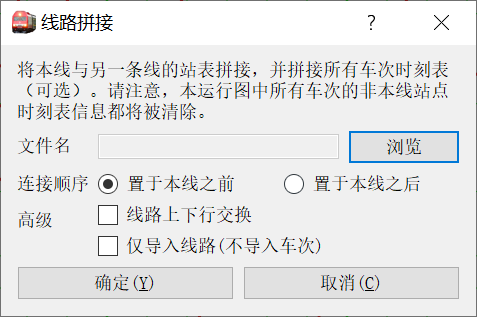 线路拼接
?
将本线与另一条线的站表拼接，并拼接所有车次时刻表
（可选）。请注意，本运行图中所有车次的非本线站点
时刻表信息都将被清除。
文件名 浏览
连接顺序 置于本线之前 置于本线之后
高级 线路上下行交换
仅导入线路(不导入车次)
确定(Y) 取消(C)